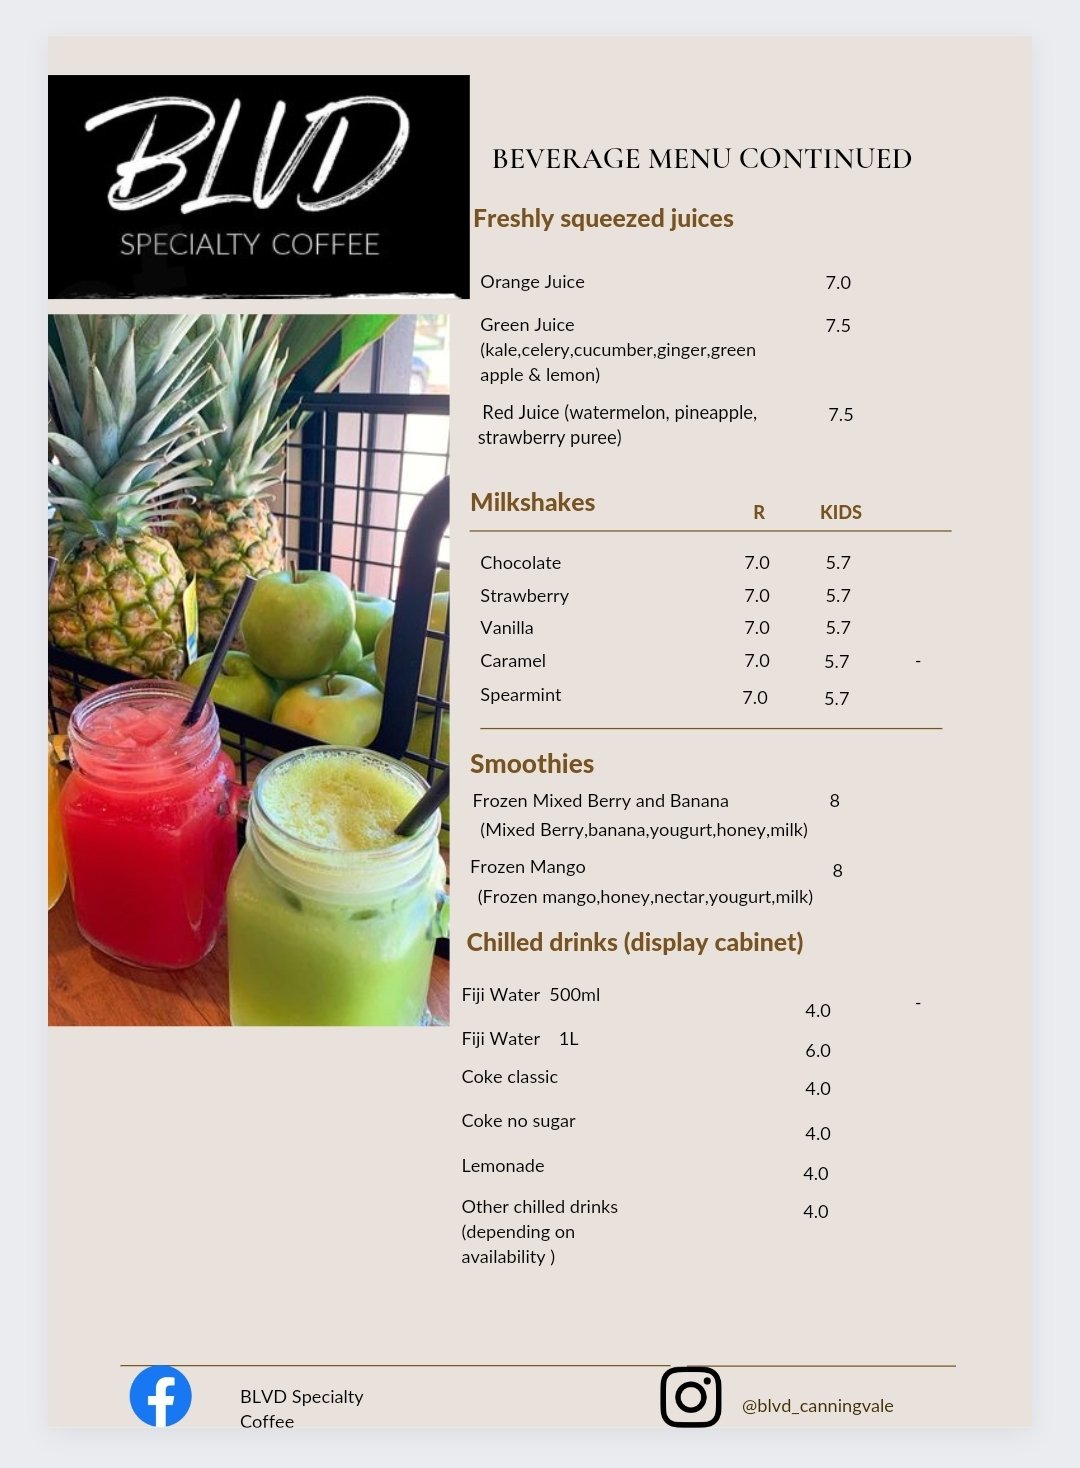 BLVD
SPECIALTY COFFEE
BEVERAGE MENU CONTINUED
Freshly squeezed juices
Orange Juice 7.0
Green Juice 7.5
(kale,celery,cucumber,ginger,green
apple & lemon)
Red Juice (watermelon, pineapple, 7.5
strawberry puree)
Milkshakes R KIDS
Chocolate 7.0 5.7
Strawberry 7.0 5.7
Vanilla 7.0 5.7
Caramel 7.0 5.7 -
Spearmint 7.0 5.7
Smoothies
Frozen Mixed Berry and Banana 8
(Mixed Berry,banana,yougurt,honey,milk)
Frozen Mango 8
(Frozen mango,honey,nectar,yougurt,milk)
Chilled drinks (display cabinet)
Fiji Water 500ml 4.0 -
Fiji Water 1L 6.0
Coke classic 4.0
Coke no sugar 4.0
Lemonade 4.0
Other chilled drinks 4.0
(depending on
availability )
BLVD Specialty
Coffee
@blvd_canningvale